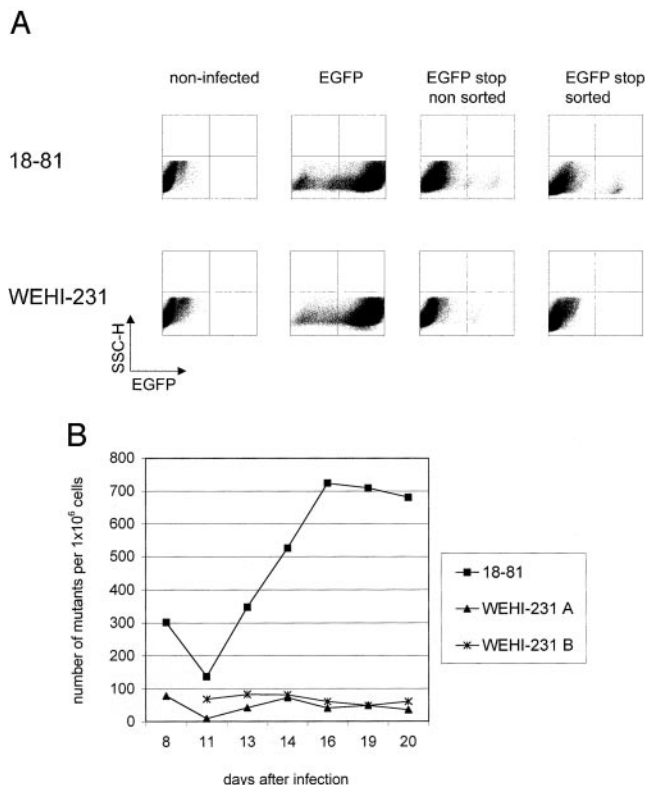 A
non-infected
EGFP
EGFP stop
non sorted
EGFP stop
sorted
18-81
WEHI-231
SSC-H
EGFP
B
number of mutants per 1x10⁶ cells
800
700
600
500
400
300
200
100
0
8 11 13 14 16 19 20
days after infection
18-81
WEHI-231 A
WEHI-231 B